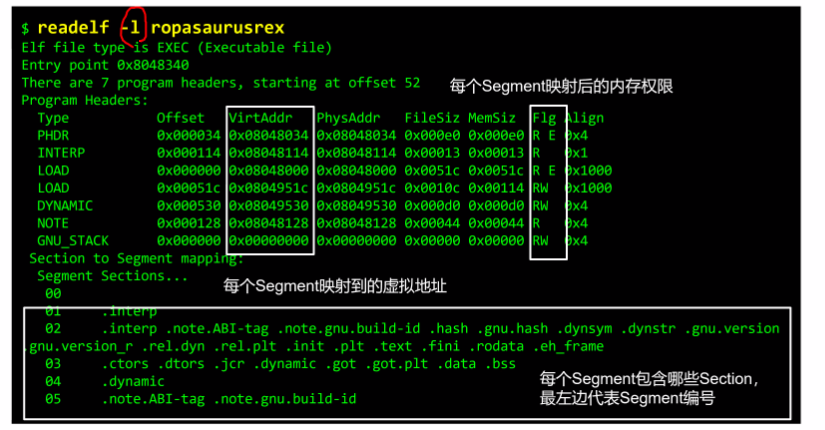 $ readelf -l ropasaurusrex
Elf file type is EXEC (Executable file)
Entry point 0x8048340
There are 7 program headers, starting at offset 52
每个Segment映射后的内存权限
Program Headers:
Type Offset VirtAddr PhysAddr FileSiz MemSiz Flg Align
PHDR 0x000034 0x08048034 0x08048034 0x000e0 0x000e0 R E 0x4
INTERP 0x000114 0x08048114 0x08048114 0x00013 0x00013 R 0x1
LOAD 0x000000 0x08048000 0x08048000 0x0051c 0x0051c R E 0x1000
LOAD 0x00051c 0x0804951c 0x0804951c 0x0010c 0x00114 RW 0x1000
DYNAMIC 0x000530 0x08049530 0x08049530 0x000d0 0x000d0 RW 0x4
NOTE 0x000128 0x08048128 0x08048128 0x00044 0x00044 R 0x4
GNU_STACK 0x000000 0x00000000 0x00000000 0x00000 0x00000 RW 0x4
Section to Segment mapping:
Segment Sections...
每个Segment映射到的虚拟地址
00
01 .interp
02 .interp .note.ABI-tag .note.gnu.build-id .hash .gnu.hash .dynsym .dynstr .gnu.version
.gnu.version_r .rel.dyn .rel.plt .init .plt .text .fini .rodata .eh_frame
03 .ctors .dtors .jcr .dynamic .got .got.plt .data .bss
04 .dynamic
05 .note.ABI-tag .note.gnu.build-id
每个Segment包含哪些Section，
最左边代表Segment编号